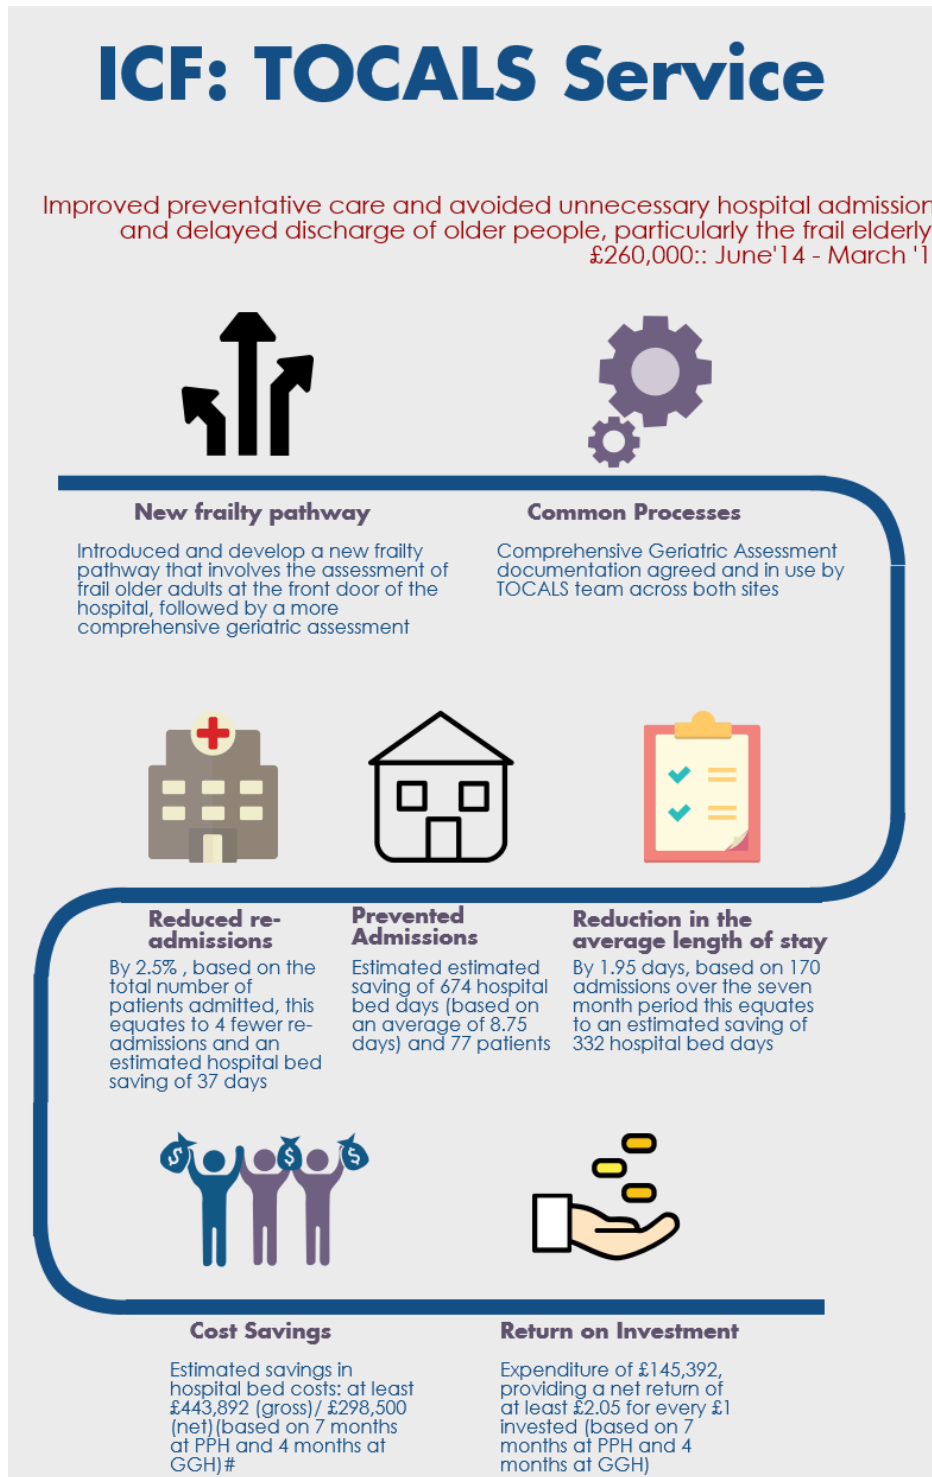 ICF: TOCALS Service
Improved preventative care and avoided unnecessary hospital admission
and delayed discharge of older people, particularly the frail elderly
£260,000:: June'14 - March '1
New frailty pathway
Introduced and develop a new frailty
pathway that involves the assessment of
frail older adults at the front door of the
hospital, followed by a more
comprehensive geriatric assessment
Common Processes
Comprehensive Geriatric Assessment
documentation agreed and in use by
TOCALS team across both sites
Reduced re-
admissions
By 2.5% , based on the
total number of
patients admitted, this
equates to 4 fewer re-
admissions and an
estimated hospital bed
saving of 37 days
Prevented
Admissions
Estimated estimated
saving of 674 hospital
bed days (based on
an average of 8.75
days) and 77 patients
Reduction in the
average length of stay
By 1.95 days, based on 170
admissions over the seven
month period this equates
to an estimated saving of
332 hospital bed days
$ $ $
Cost Savings
Estimated savings in
hospital bed costs: at least
£443,892 (gross)/ £298,500
(net)(based on 7 months
at PPH and 4 months at
GGH)#
Return on Investment
Expenditure of £145,392,
providing a net return of
at least £2.05 for every £1
invested (based on 7
months at PPH and 4
months at GGH)